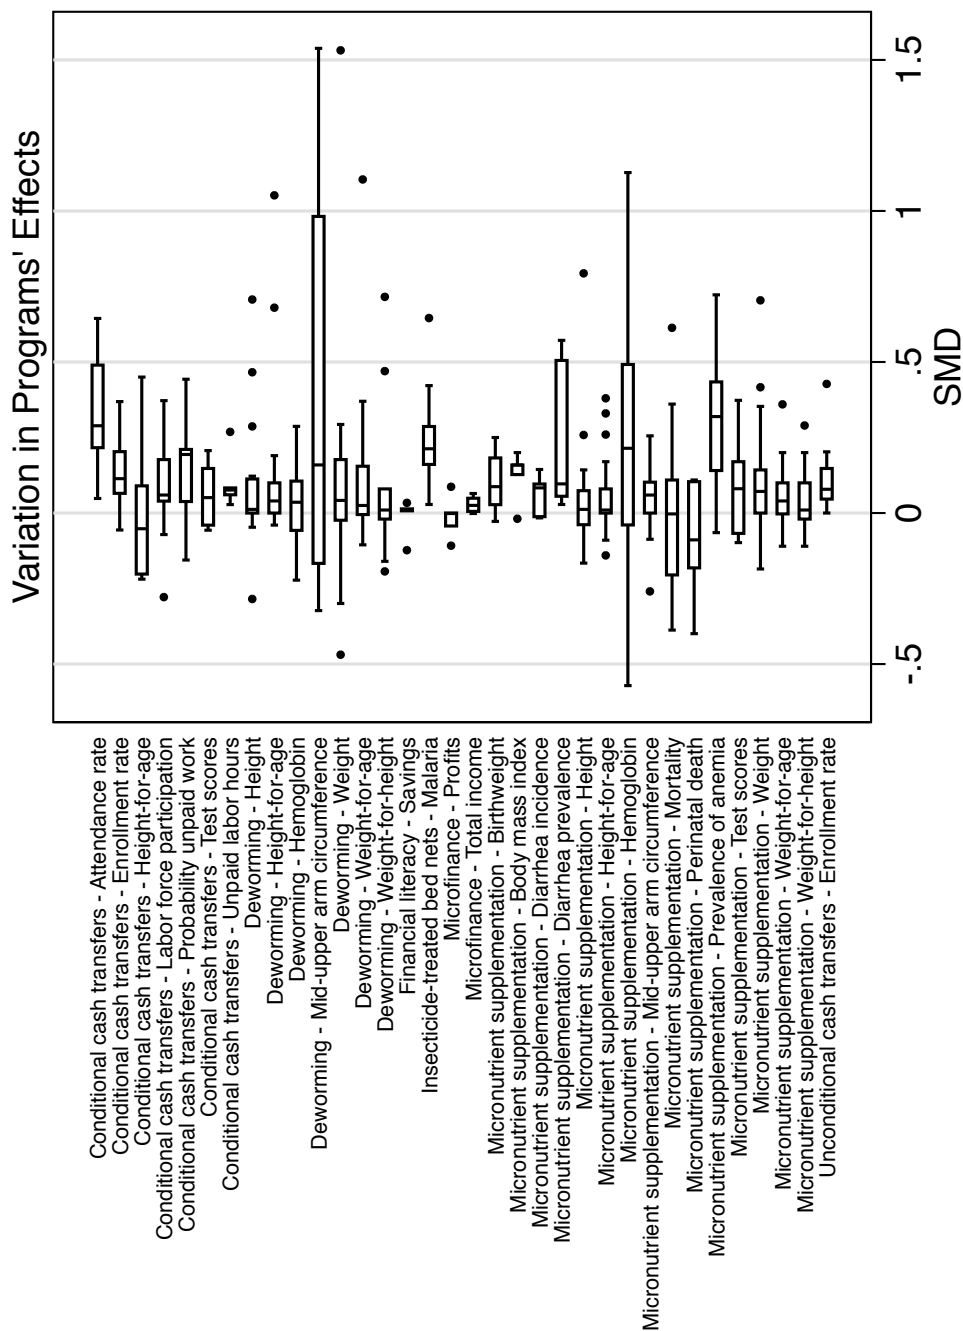 Variation in Programs' Effects
Conditional cash transfers - Attendance rate
Conditional cash transfers - Enrollment rate
Conditional cash transfers - Height-for-age
Conditional cash transfers - Labor force participation
Conditional cash transfers - Probability unpaid work
Conditional cash transfers - Test scores
Conditional cash transfers - Unpaid labor hours
Deworming - Height
Deworming - Height-for-age
Deworming - Hemoglobin
Deworming - Mid-upper arm circumference
Deworming - Weight
Deworming - Weight-for-age
Deworming - Weight-for-height
Financial literacy - Savings
Insecticide-treated bed nets - Malaria
Microfinance - Profits
Microfinance - Total income
Micronutrient supplementation - Birthweight
Micronutrient supplementation - Body mass index
Micronutrient supplementation - Diarrhea incidence
Micronutrient supplementation - Diarrhea prevalence
Micronutrient supplementation - Height
Micronutrient supplementation - Height-for-age
Micronutrient supplementation - Hemoglobin
Micronutrient supplementation - Mid-upper arm circumference
Micronutrient supplementation - Mortality
Micronutrient supplementation - Perinatal death
Micronutrient supplementation - Prevalence of anemia
Micronutrient supplementation - Test scores
Micronutrient supplementation - Weight
Micronutrient supplementation - Weight-for-age
Micronutrient supplementation - Weight-for-height
Unconditional cash transfers - Enrollment rate
-.5 0 .5 1 1.5
SMD